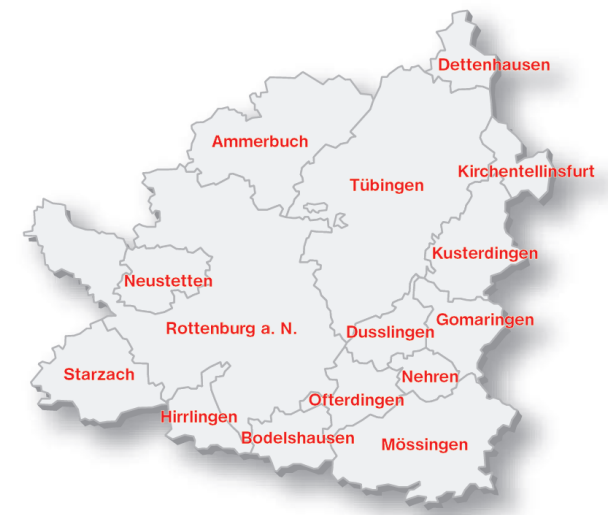 Dettenhausen
Ammerbuch
Kirchentellinsfurt
Tübingen
Kusterdingen
Neustetten
Gomaringen
Rottenburg a. N.
Dusslingen
Starzach
Nehren
Ofterdingen
Hirrlingen
Bodelshausen
Mössingen